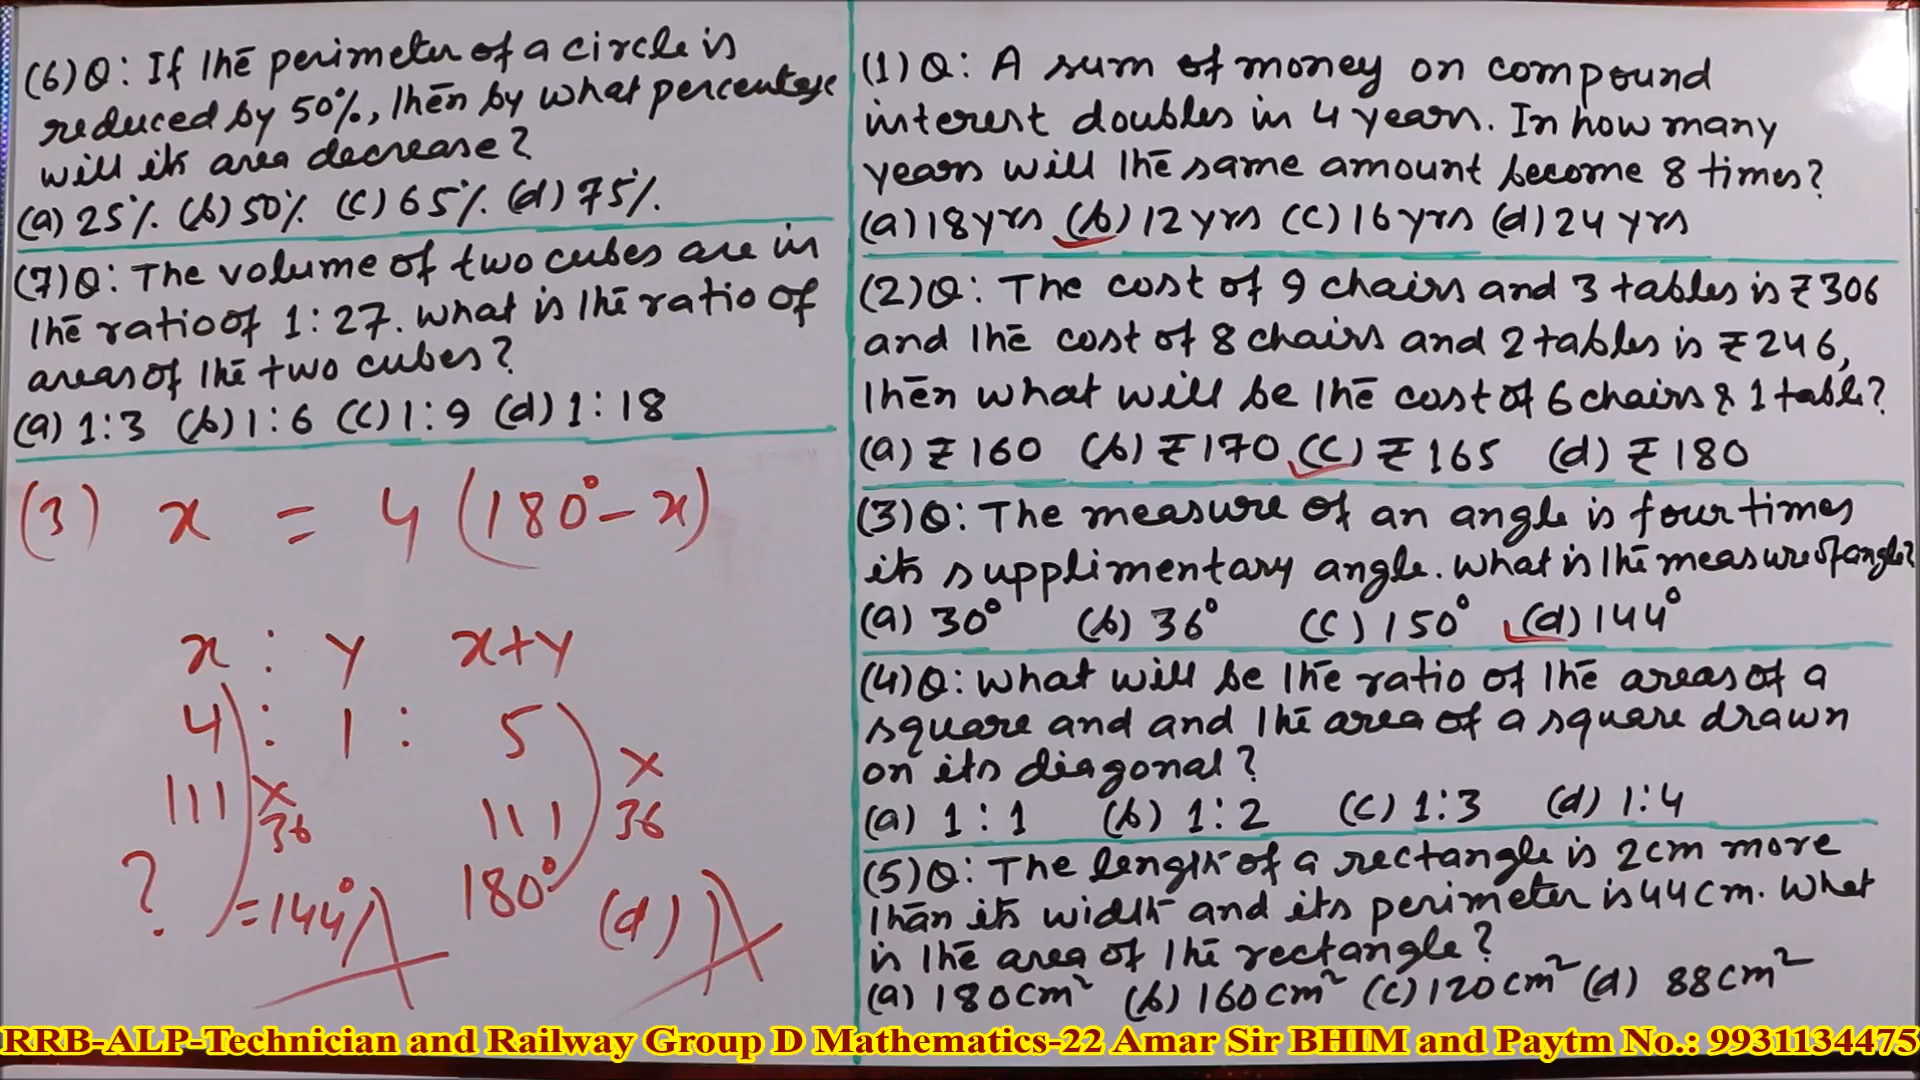 (6)Q: If the perimeter of a circle is
reduced by 50%, then by what percentage
will its area decrease?
(a) 25% (b) 50% (c) 65% (d) 75%
(7)Q: The volume of two cubes are in
the ratio of 1:27. What is the ratio of
areas of the two cubes?
(a) 1:3 (b) 1:6 (c) 1:9 (d) 1:18
(3) x = 4(180°-x)
x : y x+y
4 : 1 : 5
111 x 36 111 x 36
? =144° 180° (d)
(1)Q: A sum of money on compound
interest doubles in 4 years. In how many
years will the same amount become 8 times?
(a) 18 yrs (b) 12 yrs (c) 16 yrs (d) 24 yrs
(2)Q: The cost of 9 chairs and 3 tables is ₹306
and the cost of 8 chairs and 2 tables is ₹246,
then what will be the cost of 6 chairs & 1 table?
(a) ₹160 (b) ₹170 (c) ₹165 (d) ₹180
(3)Q: The measure of an angle is four times
its supplimentary angle. What is the measure of angle?
(a) 30° (b) 36° (c) 150° (d) 144°
(4)Q: What will be the ratio of the areas of a
square and and the area of a square drawn
on its diagonal?
(a) 1:1 (b) 1:2 (c) 1:3 (d) 1:4
(5)Q: The length of a rectangle is 2cm more
than its width and its perimeter is 44cm. What
is the area of the rectangle?
(a) 180cm² (b) 160cm² (c) 120cm² (d) 88cm²
RRB-ALP-Technician and Railway Group D Mathematics-22 Amar Sir BHIM and Paytm No.: 9931134475